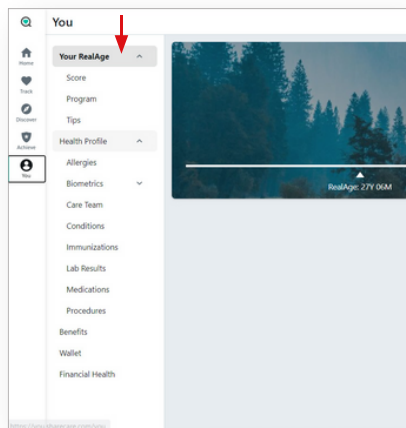 You
Home
Track
Discover
Achieve
You
Your RealAge
Score
Program
Tips
Health Profile
Allergies
Biometrics
Care Team
Conditions
Immunizations
Lab Results
Medications
Procedures
Benefits
Wallet
Financial Health
RealAge: 27Y 06M